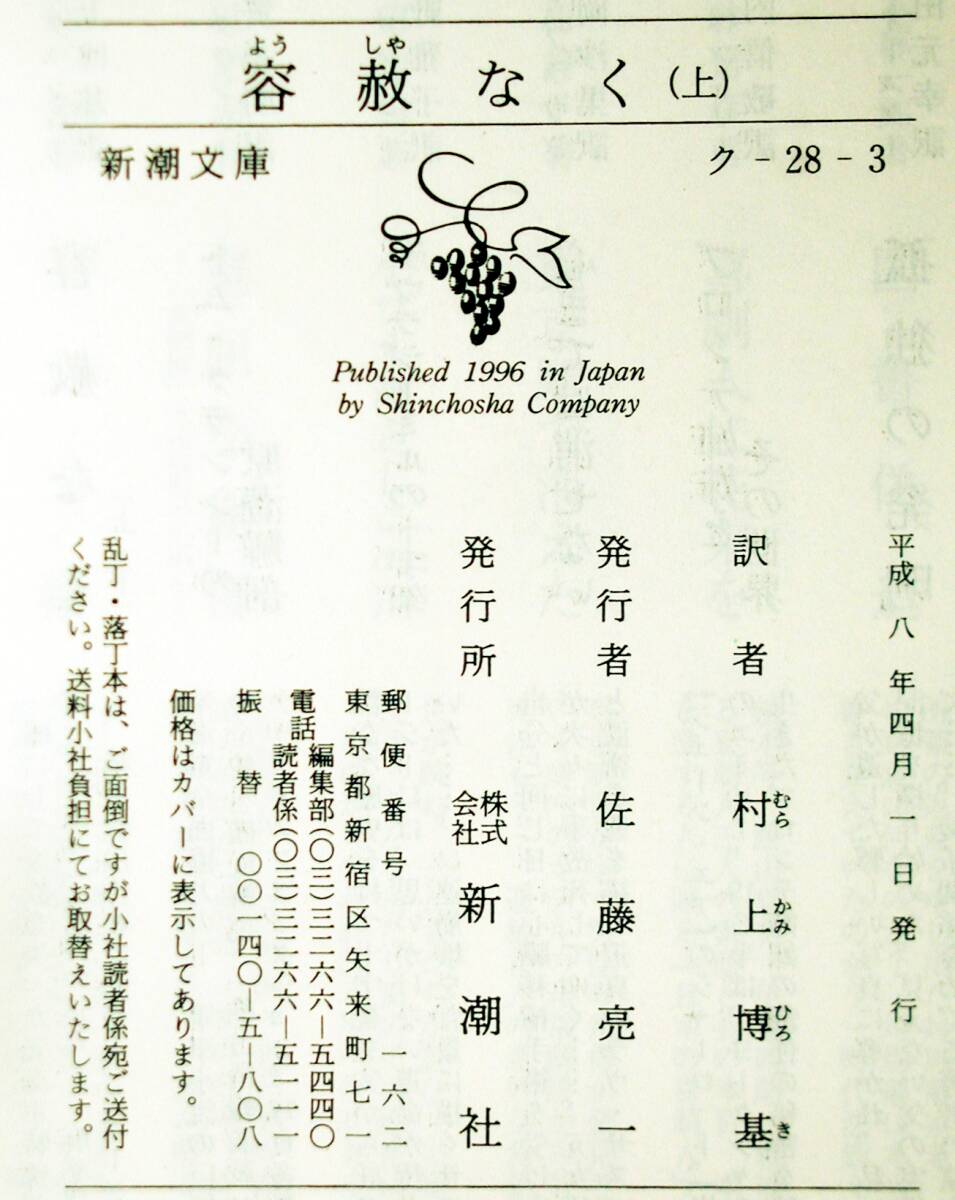 容赦なく（上）
よう しや
新潮文庫
ク - 28 - 3
Published 1996 in Japan
by Shinchosha Company
平成八年四月一日発行
訳者 村上博基
むら かみ ひろ き
発行者 佐藤亮一
発行所 株式会社 新潮社
郵便番号 一六二
東京都新宿区矢来町七一
電話 編集部(〇三)三二六六―五四四〇
読者係(〇三)三二六六―五一一一
振替 〇〇一四〇―五―八〇八
価格はカバーに表示してあります。
乱丁・落丁本は、ご面倒ですが小社読者係宛ご送付
ください。送料小社負担にてお取替えいたします。